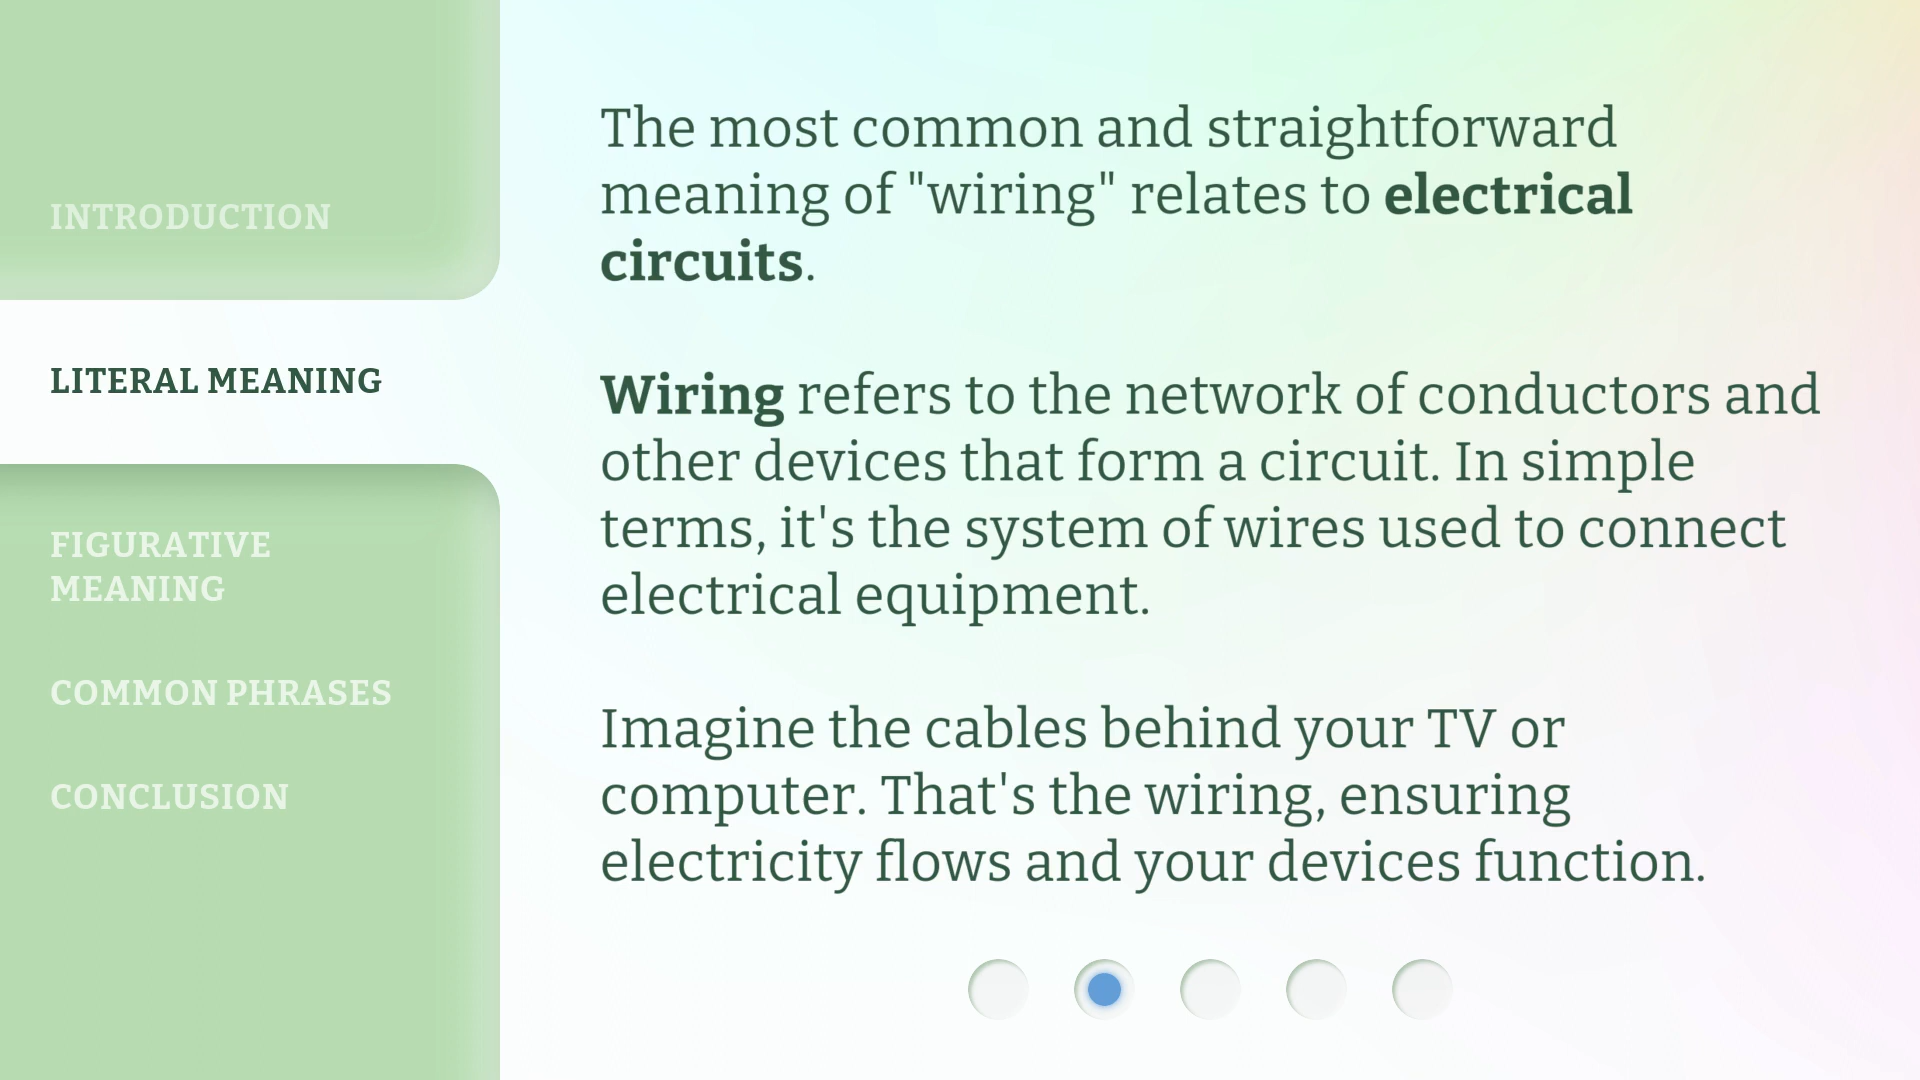 INTRODUCTION
LITERAL MEANING
FIGURATIVE
MEANING
COMMON PHRASES
CONCLUSION
The most common and straightforward
meaning of "wiring" relates to electrical
circuits.
Wiring refers to the network of conductors and
other devices that form a circuit. In simple
terms, it's the system of wires used to connect
electrical equipment.
Imagine the cables behind your TV or
computer. That's the wiring, ensuring
electricity flows and your devices function.